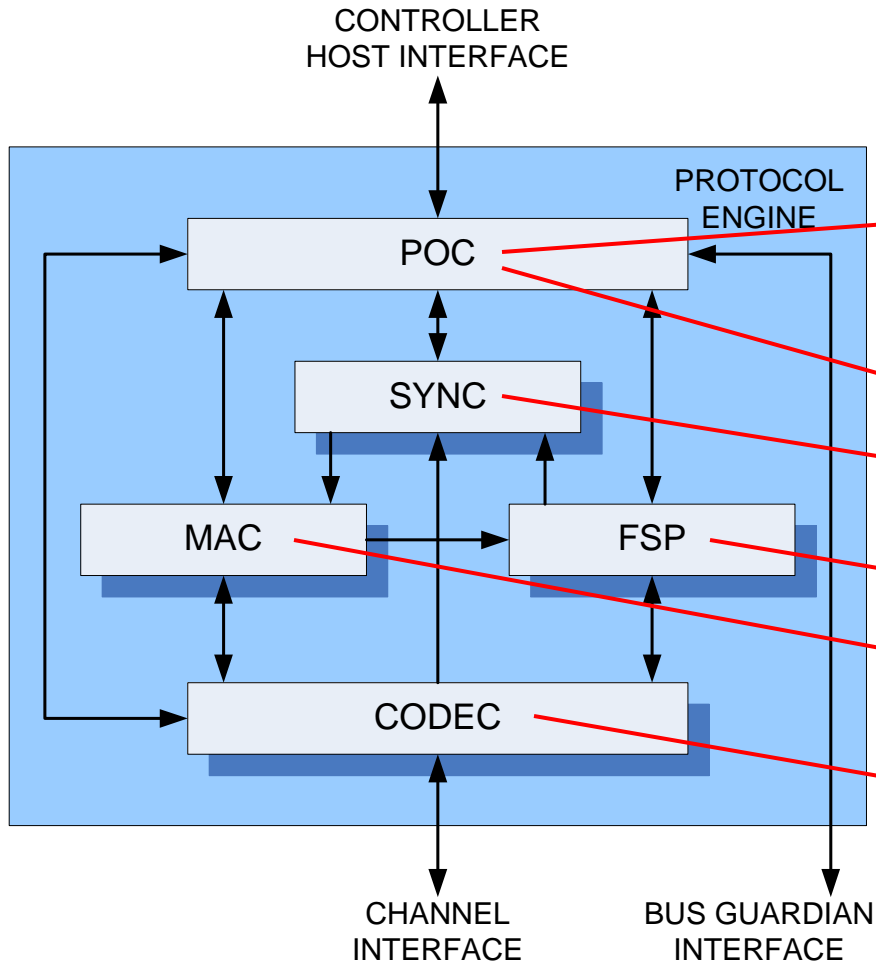 CONTROLLER
HOST INTERFACE
PROTOCOL
ENGINE
POC
SYNC
MAC
FSP
CODEC
CHANNEL
INTERFACE
BUS GUARDIAN
INTERFACE